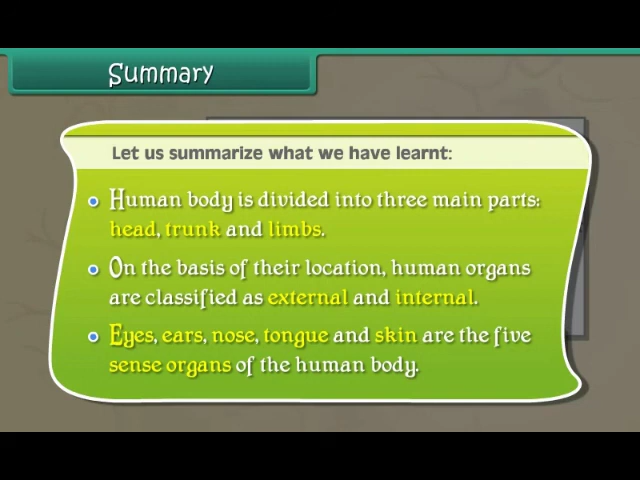 Summary
Let us summarize what we have learnt:
Human body is divided into three main parts:
head, trunk and limbs.
On the basis of their location, human organs
are classified as external and internal.
Eyes, ears, nose, tongue and skin are the five
sense organs of the human body.